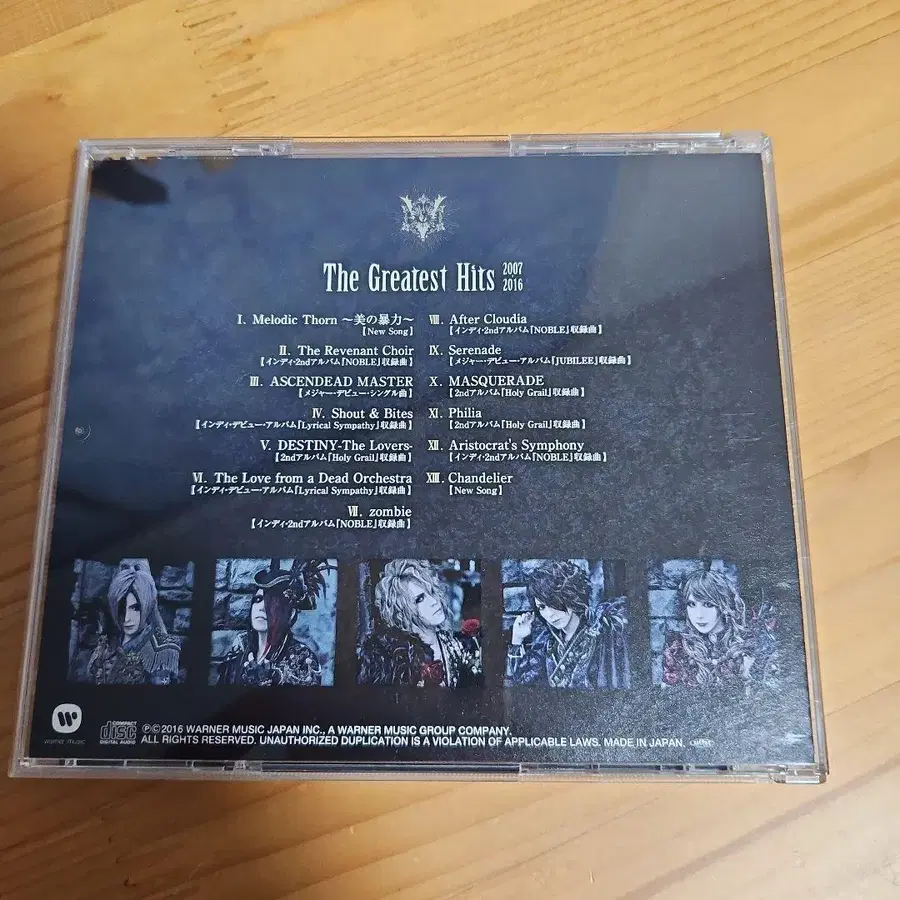 The Greatest Hits 2007 2016
I. Melodic Thorn ~美の暴力~
【New Song】
II. The Revenant Choir
【インディ・2ndアルバム『NOBLE』収録曲】
III. ASCENDEAD MASTER
【メジャー・デビュー・シングル曲】
IV. Shout & Bites
【インディ・デビュー・アルバム『Lyrical Sympathy』収録曲】
V. DESTINY-The Lovers-
【2ndアルバム『Holy Grail』収録曲】
VI. The Love from a Dead Orchestra
【インディ・デビュー・アルバム『Lyrical Sympathy』収録曲】
VII. zombie
【インディ・2ndアルバム『NOBLE』収録曲】
VIII. After Cloudia
【インディ・2ndアルバム『NOBLE』収録曲】
IX. Serenade
【メジャー・デビュー・アルバム『JUBILEE』収録曲】
X. MASQUERADE
【2ndアルバム『Holy Grail』収録曲】
XI. Philia
【2ndアルバム『Holy Grail』収録曲】
XII. Aristocrat's Symphony
【インディ・2ndアルバム『NOBLE』収録曲】
XIII. Chandelier
【New Song】
warner music
COMPACT disc DIGITAL AUDIO
℗©2016 WARNER MUSIC JAPAN INC., A WARNER MUSIC GROUP COMPANY.
ALL RIGHTS RESERVED. UNAUTHORIZED DUPLICATION IS A VIOLATION OF APPLICABLE LAWS. MADE IN JAPAN.